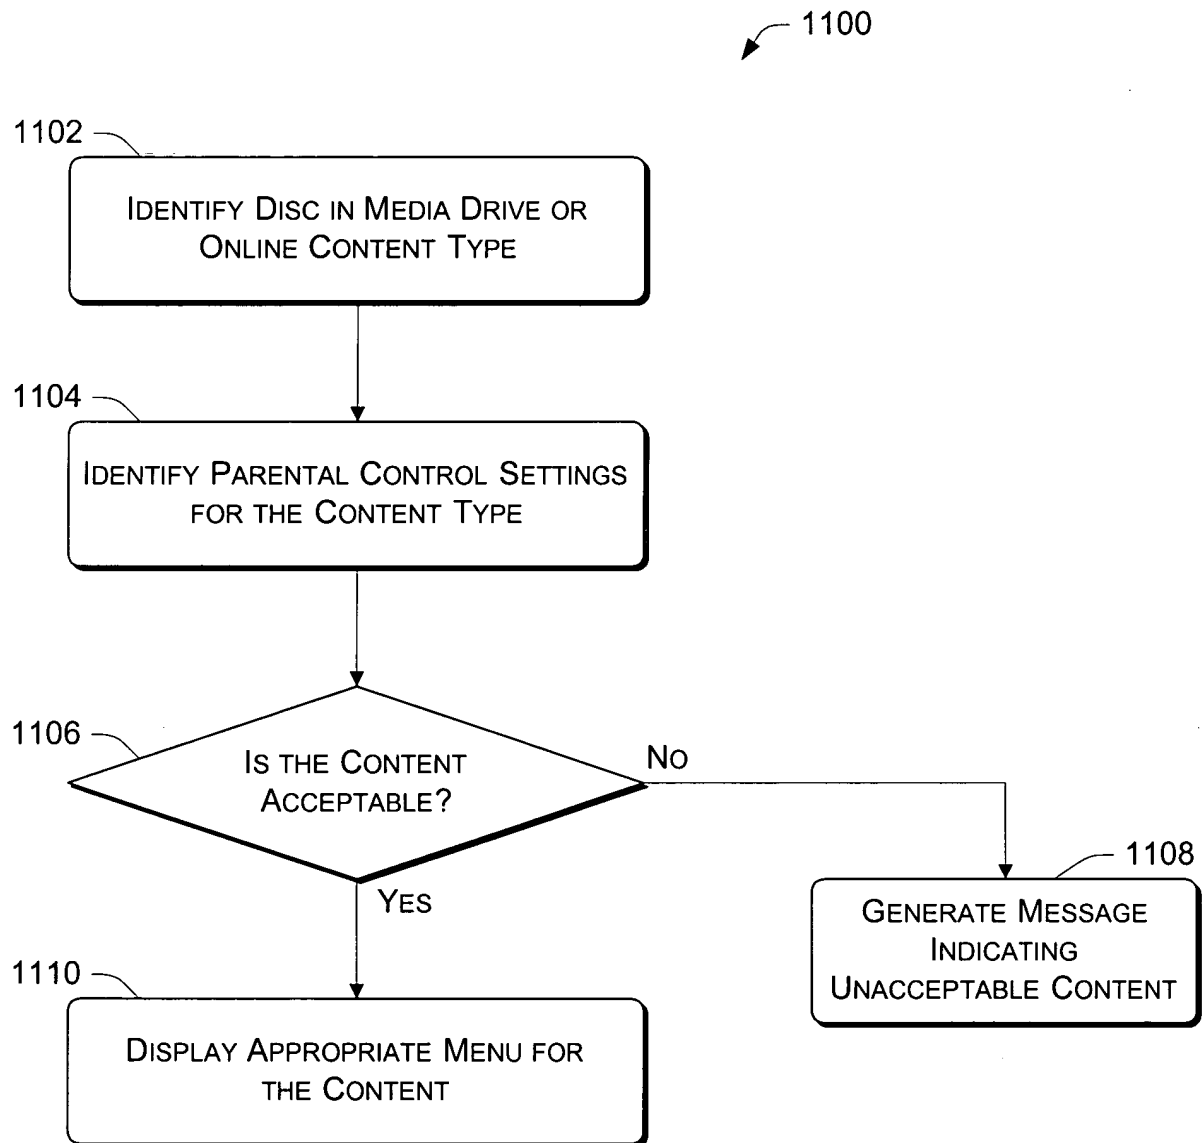 1100
1102
IDENTIFY DISC IN MEDIA DRIVE OR
ONLINE CONTENT TYPE
1104
IDENTIFY PARENTAL CONTROL SETTINGS
FOR THE CONTENT TYPE
1106
IS THE CONTENT
ACCEPTABLE?
NO
YES
1108
GENERATE MESSAGE
INDICATING
UNACCEPTABLE CONTENT
1110
DISPLAY APPROPRIATE MENU FOR
THE CONTENT